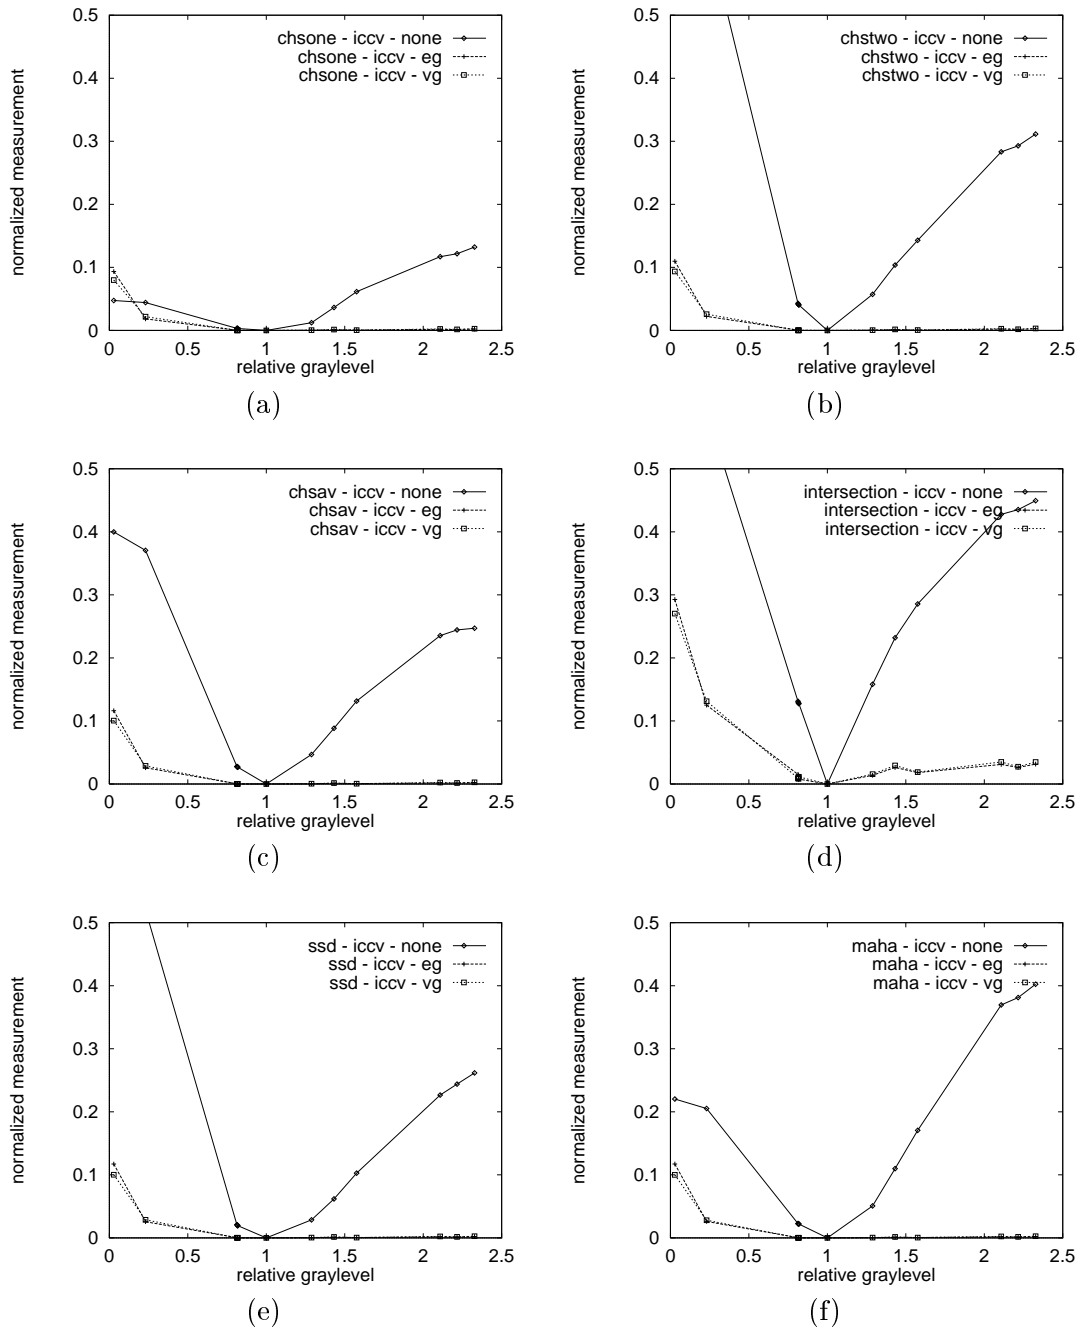 0.5
0.4
0.3
0.2
0.1
0
0 0.5 1 1.5 2 2.5
normalized measurement
relative graylevel
chsone - iccv - none
chsone - iccv - eg
chsone - iccv - vg
(a)
0.5
0.4
0.3
0.2
0.1
0
0 0.5 1 1.5 2 2.5
normalized measurement
relative graylevel
chstwo - iccv - none
chstwo - iccv - eg
chstwo - iccv - vg
(b)
0.5
0.4
0.3
0.2
0.1
0
0 0.5 1 1.5 2 2.5
normalized measurement
relative graylevel
chsav - iccv - none
chsav - iccv - eg
chsav - iccv - vg
(c)
0.5
0.4
0.3
0.2
0.1
0
0 0.5 1 1.5 2 2.5
normalized measurement
relative graylevel
intersection - iccv - none
intersection - iccv - eg
intersection - iccv - vg
(d)
0.5
0.4
0.3
0.2
0.1
0
0 0.5 1 1.5 2 2.5
normalized measurement
relative graylevel
ssd - iccv - none
ssd - iccv - eg
ssd - iccv - vg
(e)
0.5
0.4
0.3
0.2
0.1
0
0 0.5 1 1.5 2 2.5
normalized measurement
relative graylevel
maha - iccv - none
maha - iccv - eg
maha - iccv - vg
(f)